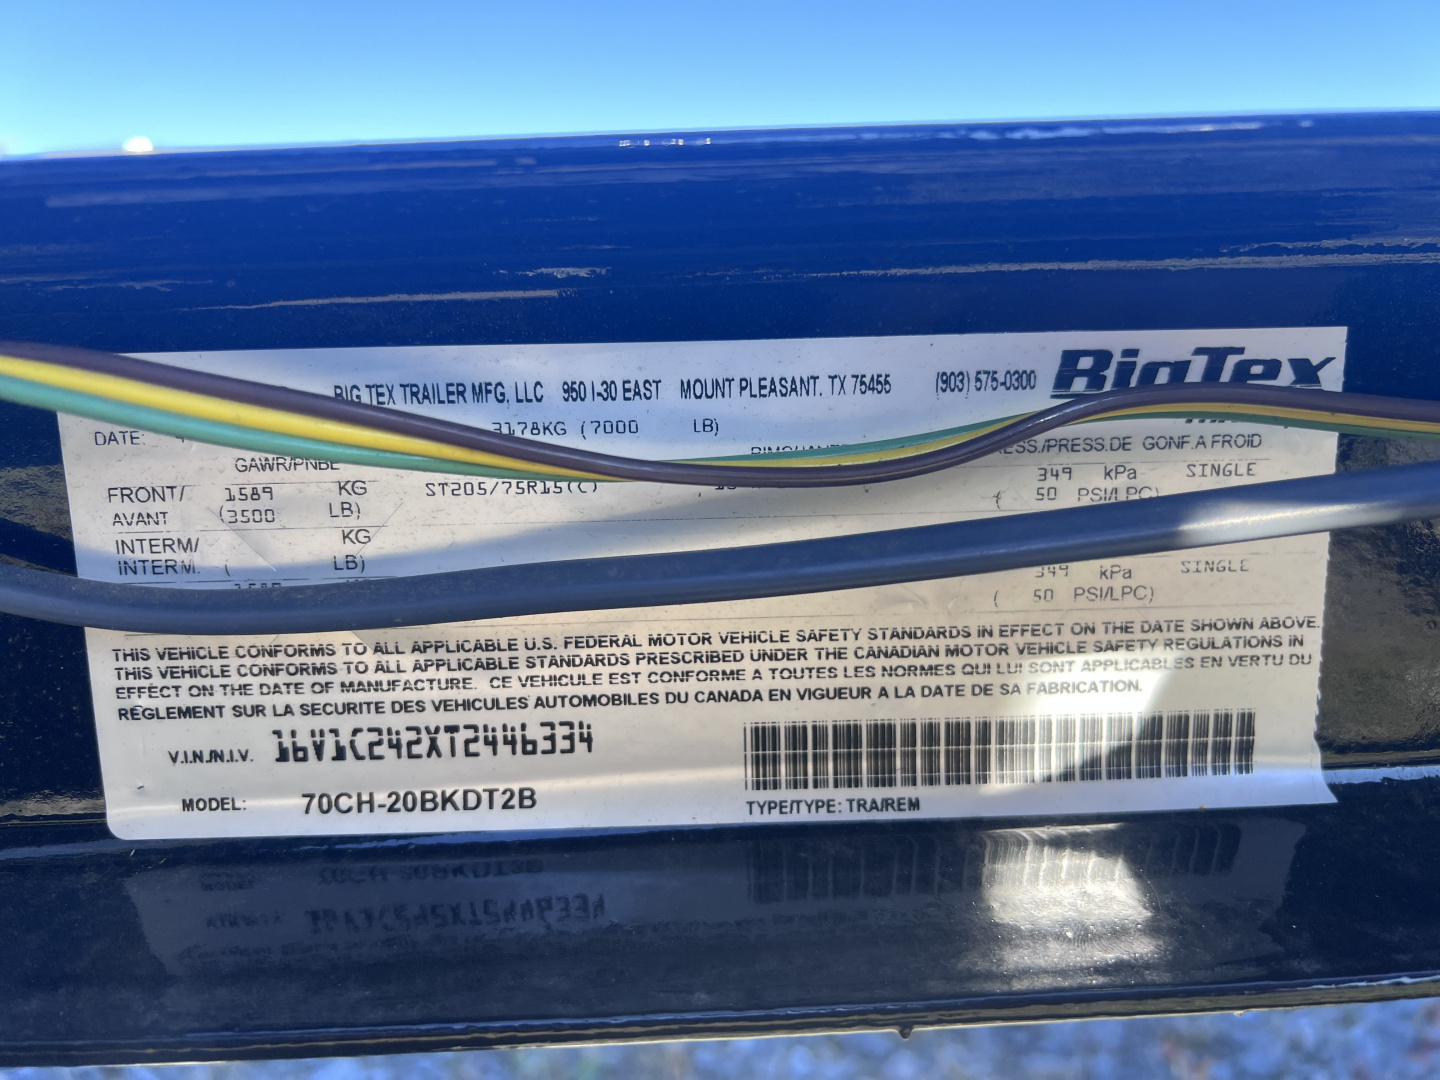 BIG TEX TRAILER MFG, LLC 950 I-30 EAST MOUNT PLEASANT, TX 75455 (903) 575-0300 BigTex
DATE: 3178KG (7000 LB)
GAWR/PNBE PRESS./PRESS.DE GONF.A FROID
FRONT/ 1589 KG ST205/75R15(C) 349 kPa SINGLE
AVANT (3500 LB) ( 50 PSI/LPC)
INTERM/ KG
INTERM. ( LB)
349 kPa SINGLE
( 50 PSI/LPC)
THIS VEHICLE CONFORMS TO ALL APPLICABLE U.S. FEDERAL MOTOR VEHICLE SAFETY STANDARDS IN EFFECT ON THE DATE SHOWN ABOVE.
THIS VEHICLE CONFORMS TO ALL APPLICABLE STANDARDS PRESCRIBED UNDER THE CANADIAN MOTOR VEHICLE SAFETY REGULATIONS IN
EFFECT ON THE DATE OF MANUFACTURE. CE VEHICULE EST CONFORME A TOUTES LES NORMES QUI LUI SONT APPLICABLES EN VERTU DU
REGLEMENT SUR LA SECURITE DES VEHICULES AUTOMOBILES DU CANADA EN VIGUEUR A LA DATE DE SA FABRICATION.
V.I.N./N.I.V. 16V1C242XT2446334
MODEL: 70CH-20BKDT2B TYPE/TYPE: TRA/REM